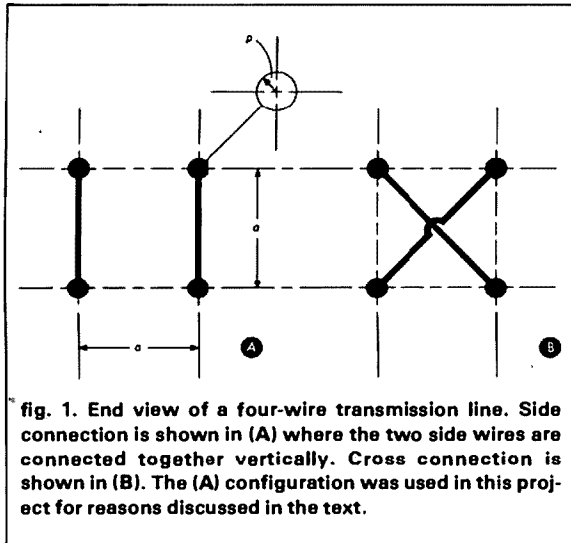 ρ
a
a
A
B
fig. 1. End view of a four-wire transmission line. Side
connection is shown in (A) where the two side wires are
connected together vertically. Cross connection is
shown in (B). The (A) configuration was used in this proj-
ect for reasons discussed in the text.